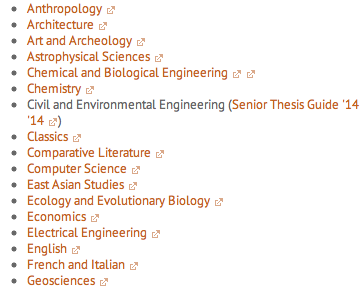 Anthropology
Architecture
Art and Archeology
Astrophysical Sciences
Chemical and Biological Engineering
Chemistry
Civil and Environmental Engineering (Senior Thesis Guide '14
'14)
Classics
Comparative Literature
Computer Science
East Asian Studies
Ecology and Evolutionary Biology
Economics
Electrical Engineering
English
French and Italian
Geosciences